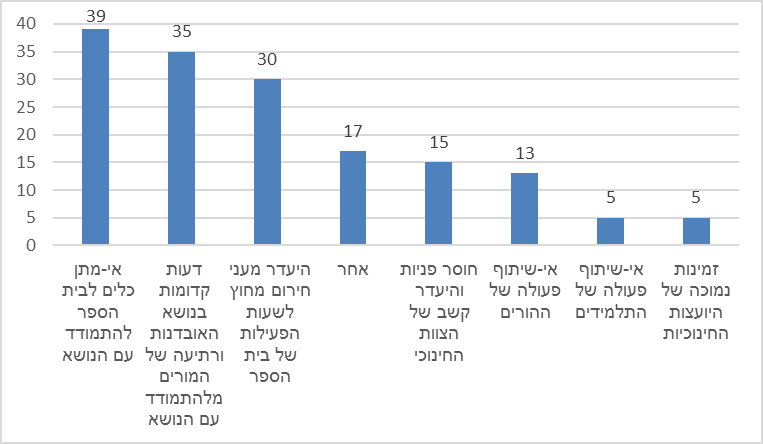 40
35
30
25
20
15
10
5
0
39
35
30
17
15
13
5
5
אי-מתן
כלים לבית
הספר
להתמודד
עם הנושא
דעות
קדומות
בנושא
האובדנות
ורתיעה של
המורים
מלהתמודד
עם הנושא
היעדר מעני
חירום מחוץ
לשעות
הפעילות
של בית
הספר
אחר
חוסר פניות
והיעדר
קשב של
הצוות
החינוכי
אי-שיתוף
פעולה של
ההורים
אי-שיתוף
פעולה של
התלמידים
זמינות
נמוכה של
היועצות
החינוכיות